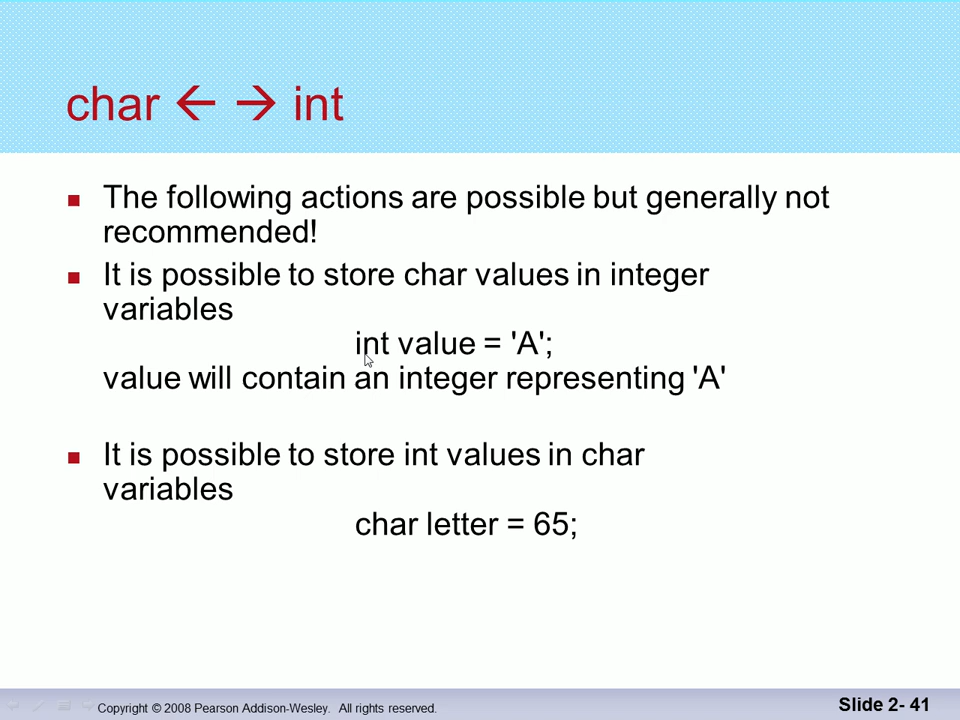 char ← → int
The following actions are possible but generally not
recommended!
It is possible to store char values in integer
variables
int value = 'A';
value will contain an integer representing 'A'
It is possible to store int values in char
variables
char letter = 65;
Copyright © 2008 Pearson Addison-Wesley. All rights reserved.
Slide 2- 41